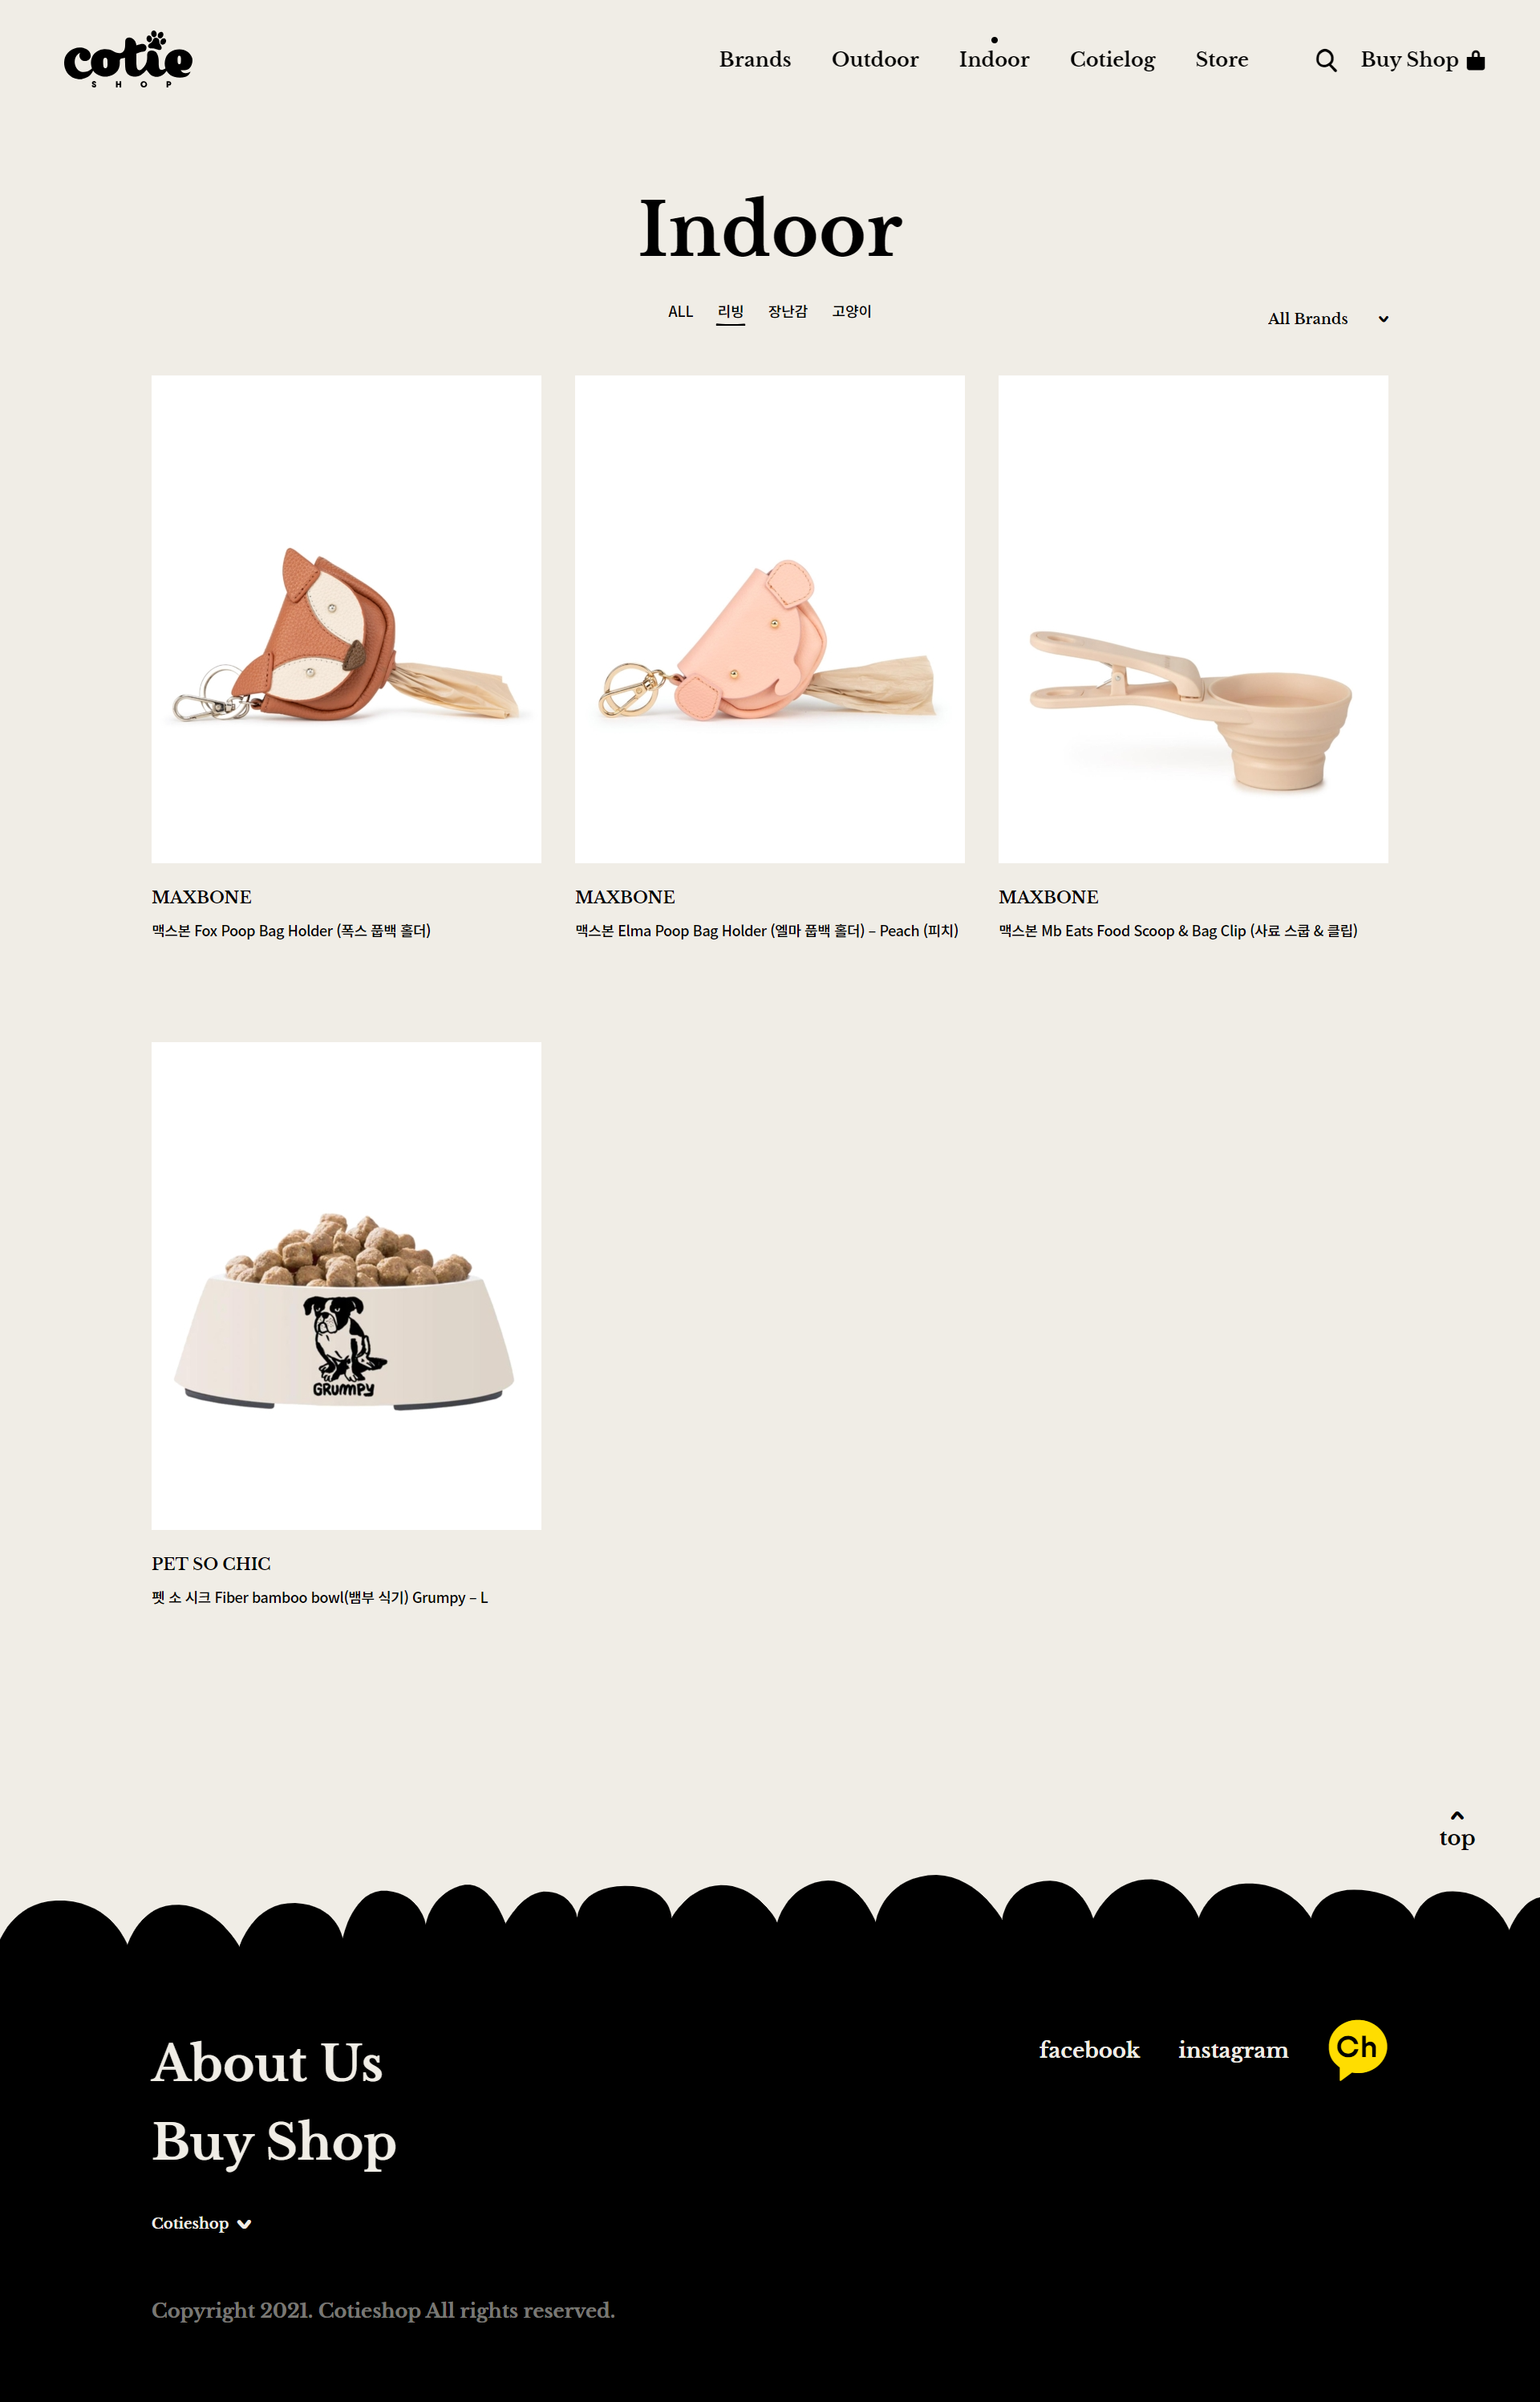 cotie
SHOP
Brands Outdoor Indoor Cotielog Store Buy Shop
Indoor
ALL 리빙 장난감 고양이
All Brands
MAXBONE
맥스본 Fox Poop Bag Holder (폭스 풉백 홀더)
MAXBONE
맥스본 Elma Poop Bag Holder (엘마 풉백 홀더) – Peach (피치)
MAXBONE
맥스본 Mb Eats Food Scoop & Bag Clip (사료 스쿱 & 클립)
GRUMPY
PET SO CHIC
펫 소 시크 Fiber bamboo bowl(뱀부 식기) Grumpy – L
top
About Us
Buy Shop
facebook instagram Ch
Cotieshop
Copyright 2021. Cotieshop All rights reserved.